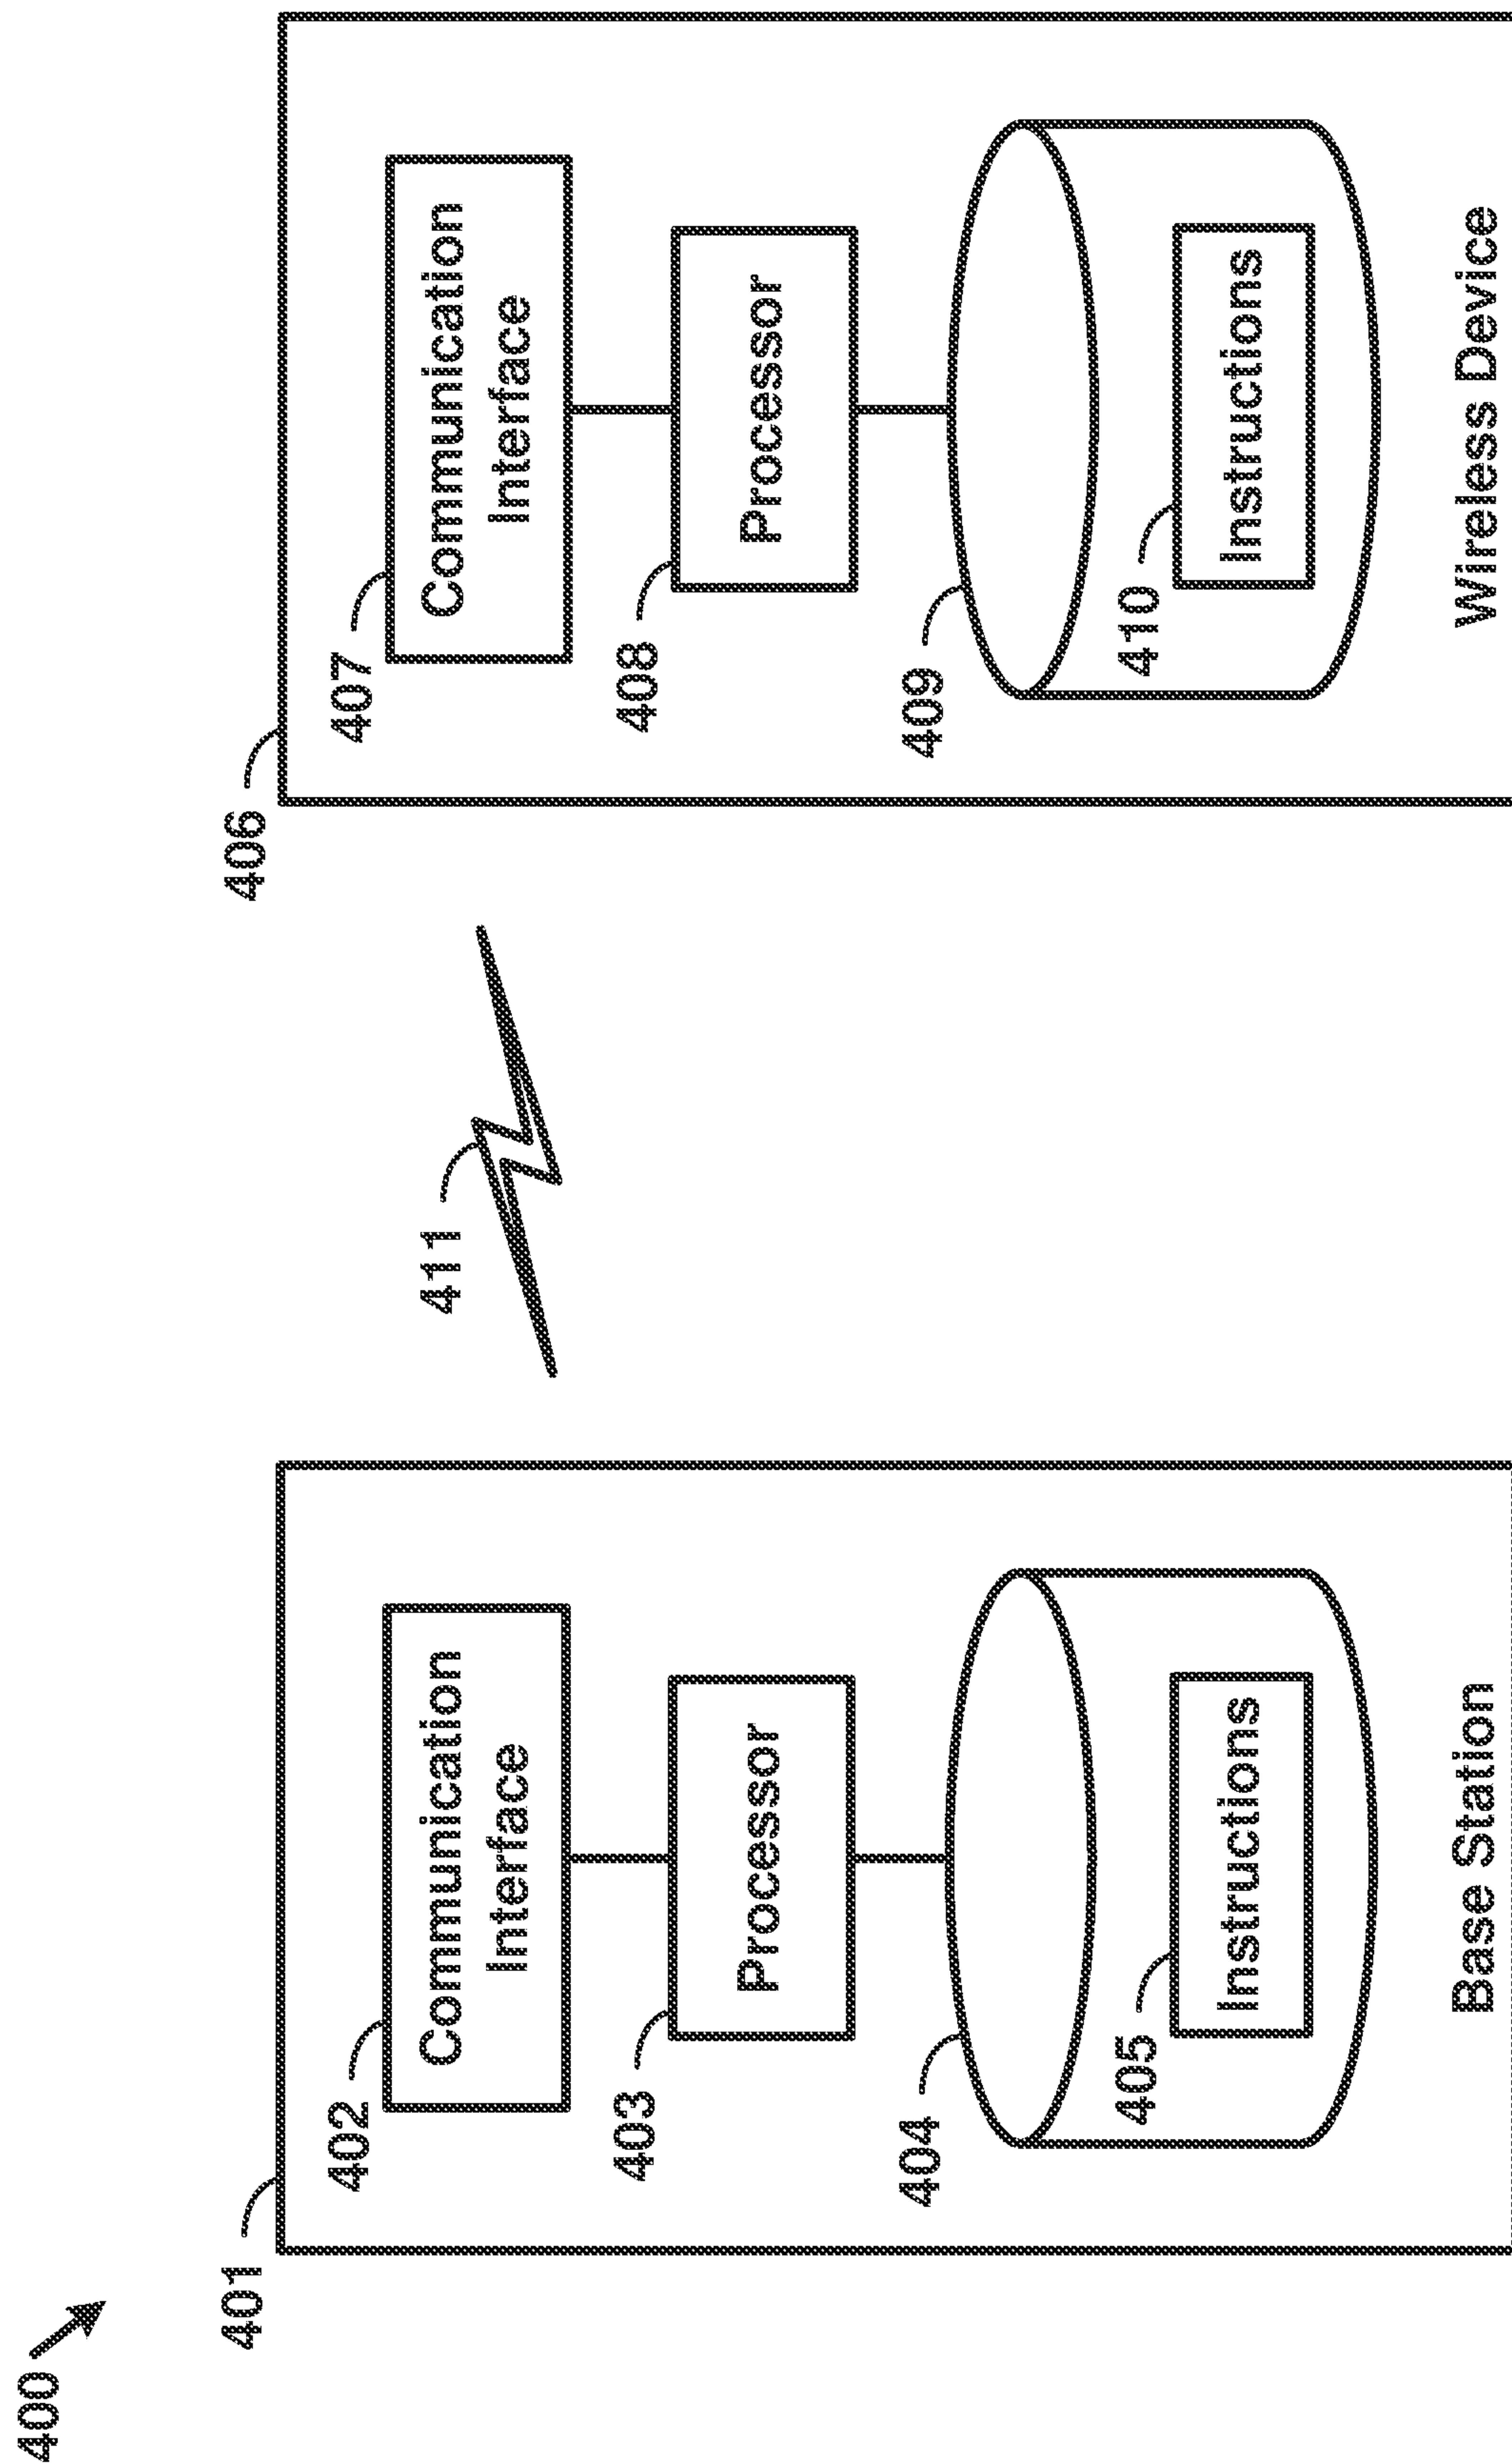 400
401
402
Communication
Interface
403
Processor
404
405
Instructions
Base Station
411
406
407
Communication
Interface
408
Processor
409
410
Instructions
Wireless Device